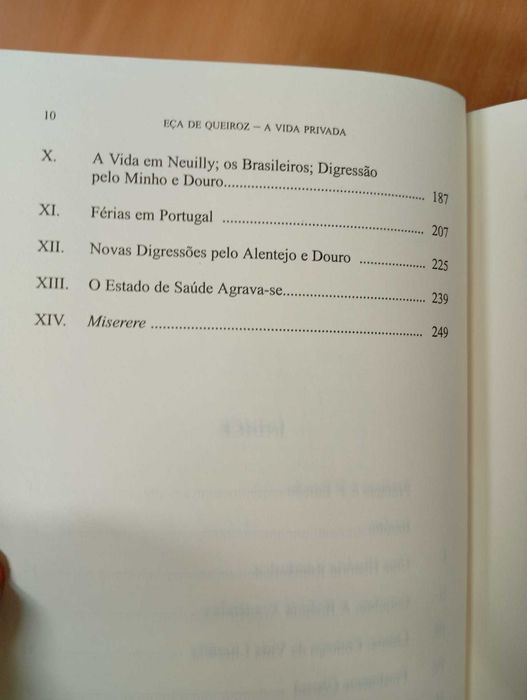 10
EÇA DE QUEIROZ – A VIDA PRIVADA
X. A Vida em Neuilly; os Brasileiros; Digressão
pelo Minho e Douro.................................................... 187
XI. Férias em Portugal .................................................... 207
XII. Novas Digressões pelo Alentejo e Douro ................. 225
XIII. O Estado de Saúde Agrava-se..................................... 239
XIV. Miserere .................................................................... 249